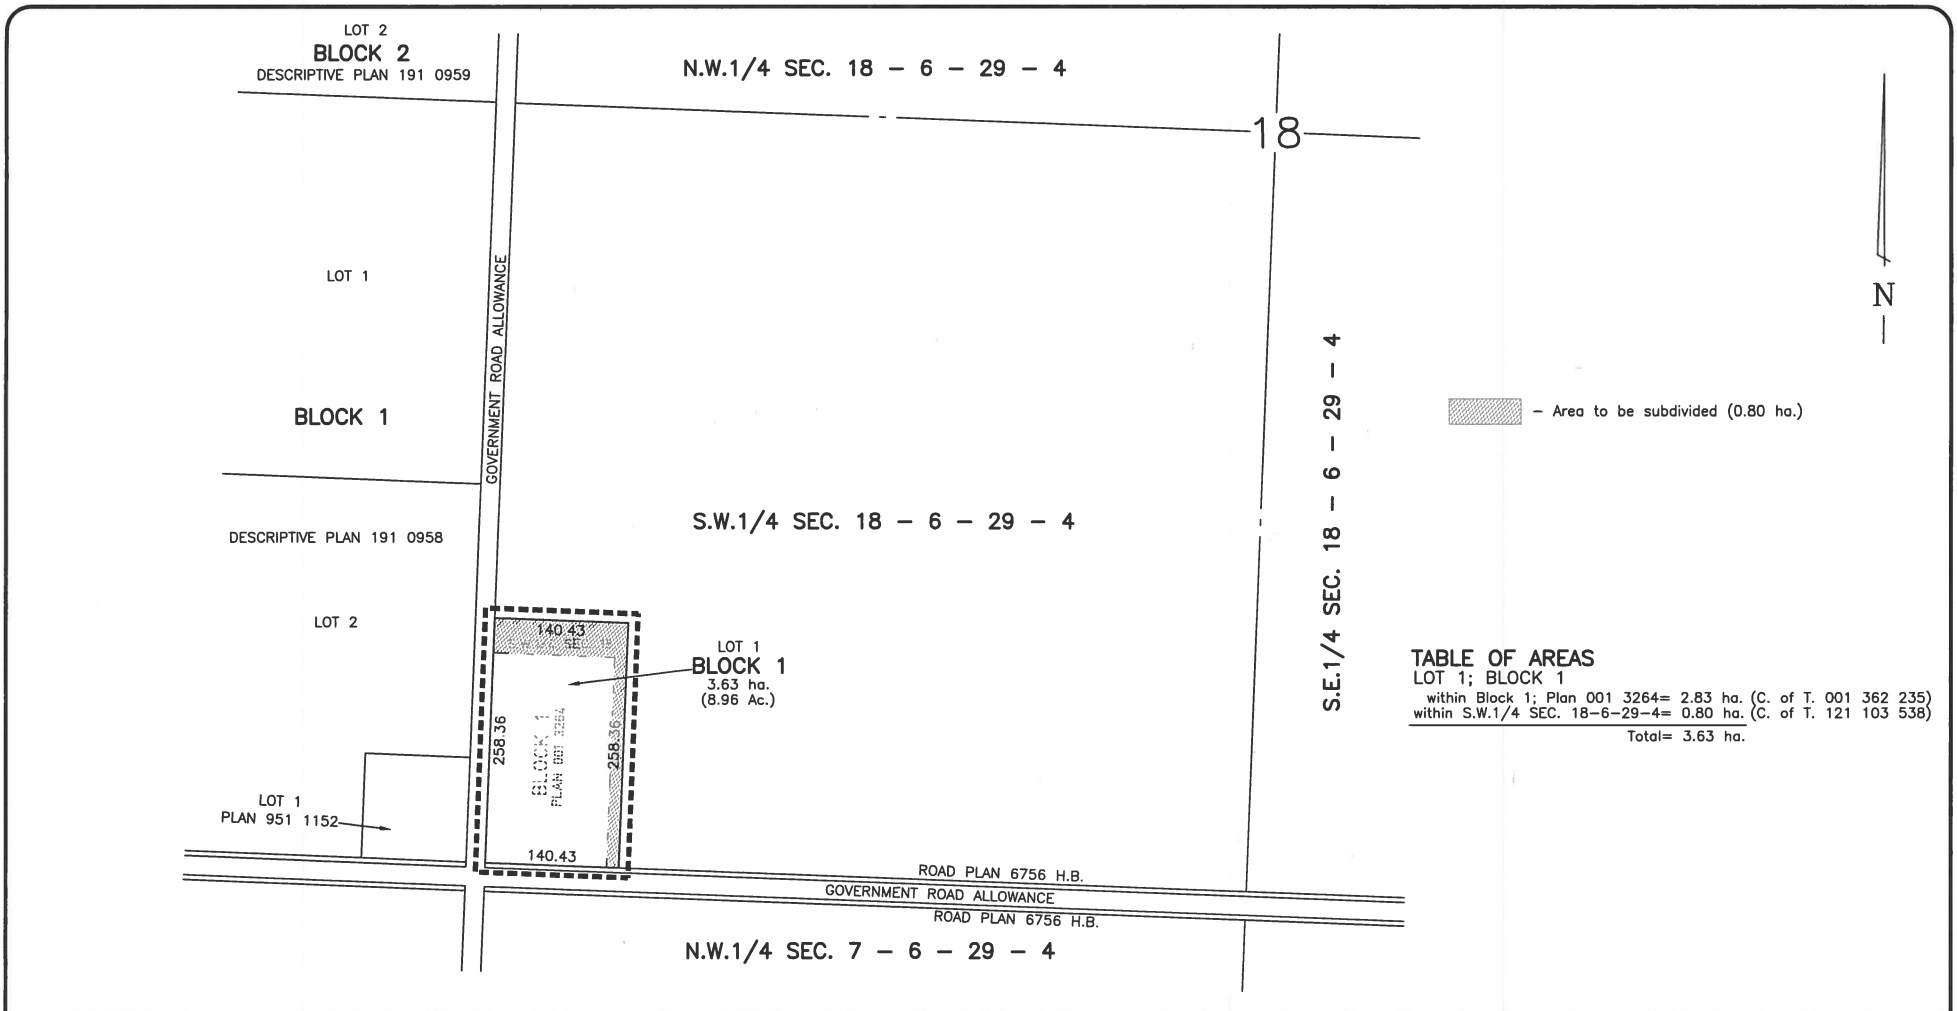 LOT 2
BLOCK 2
DESCRIPTIVE PLAN 191 0959
N.W.1/4 SEC. 18 - 6 - 29 - 4
18
N
LOT 1
GOVERNMENT ROAD ALLOWANCE
BLOCK 1
S.E.1/4 SEC. 18 - 6 - 29 - 4
- Area to be subdivided (0.80 ha.)
S.W.1/4 SEC. 18 - 6 - 29 - 4
DESCRIPTIVE PLAN 191 0958
LOT 2
140.43
LOT 1
BLOCK 1
3.63 ha.
(8.96 Ac.)
258.36
BLOCK 1
PLAN 001 3264
258.36
TABLE OF AREAS
LOT 1; BLOCK 1
within Block 1; Plan 001 3264= 2.83 ha. (C. of T. 001 362 235)
within S.W.1/4 SEC. 18-6-29-4= 0.80 ha. (C. of T. 121 103 538)
Total= 3.63 ha.
LOT 1
PLAN 951 1152
140.43
ROAD PLAN 6756 H.B.
GOVERNMENT ROAD ALLOWANCE
ROAD PLAN 6756 H.B.
N.W.1/4 SEC. 7 - 6 - 29 - 4